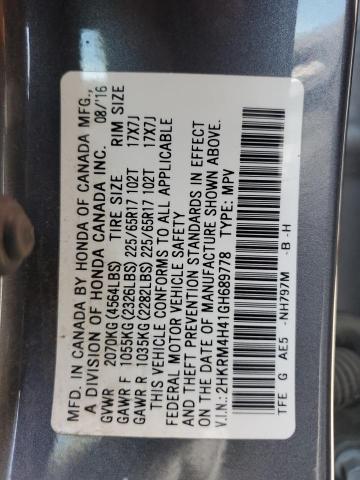 MFD. IN CANADA BY HONDA OF CANADA MFG.,
A DIVISION OF HONDA CANADA INC. 08/'16
GVWR 2070KG (4564LBS) TIRE SIZE RIM SIZE
GAWR F 1055KG (2326LBS) 225/65R17 102T 17X7J
GAWR R 1035KG (2282LBS) 225/65R17 102T 17X7J
THIS VEHICLE CONFORMS TO ALL APPLICABLE
FEDERAL MOTOR VEHICLE SAFETY
AND THEFT PREVENTION STANDARDS IN EFFECT
ON THE DATE OF MANUFACTURE SHOWN ABOVE.
V.I.N.: 2HKRM4H41GH689778 TYPE: MPV
TFE G AE5 -NH797M -B -H